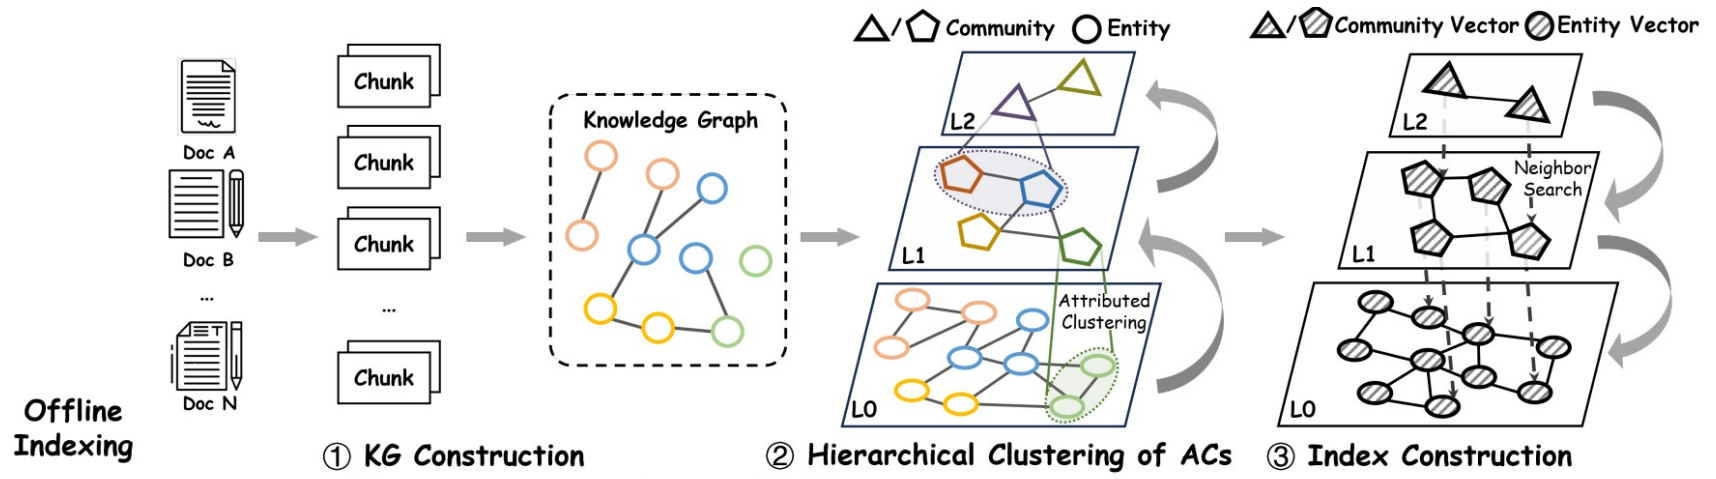 Community
Entity
Community Vector
Entity Vector
Doc A
Doc B
...
Doc N
Chunk
Chunk
Chunk
...
Chunk
Knowledge Graph
L2
L1
L0
Attributed
Clustering
L2
Neighbor
Search
L1
L0
Offline
Indexing
① KG Construction
② Hierarchical Clustering of ACs
③ Index Construction